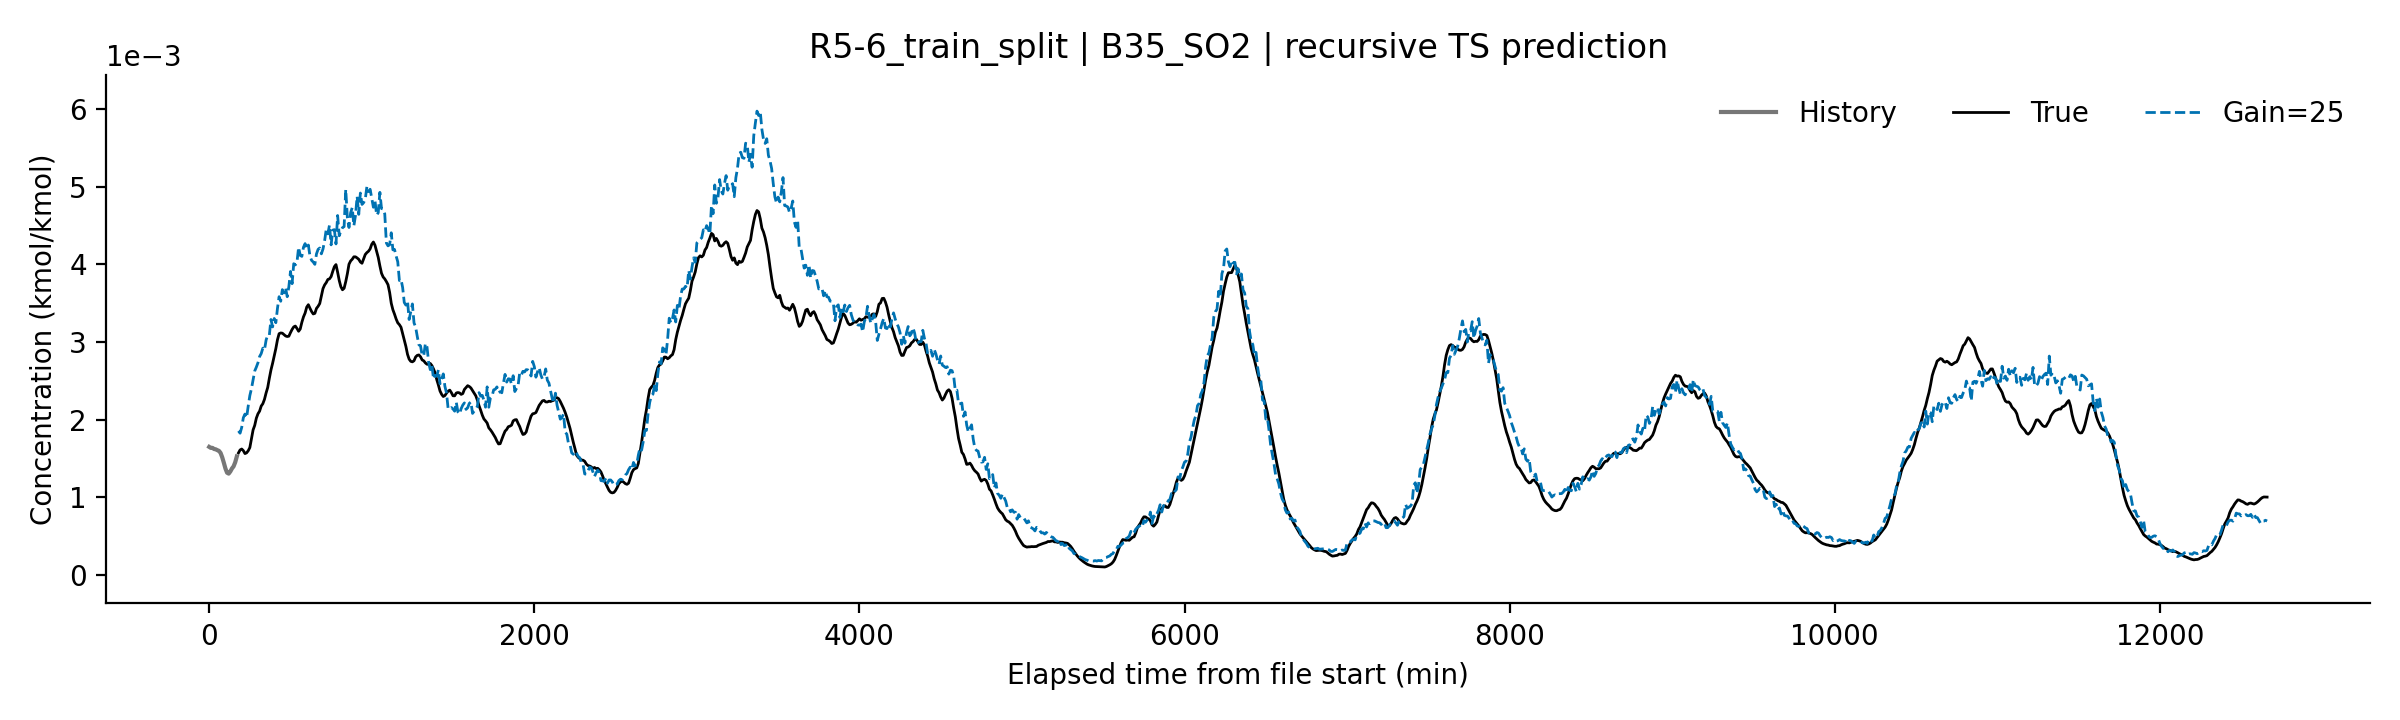 R5-6_train_split | B35_SO2 | recursive TS prediction
1e−3
History
True
Gain=25
Concentration (kmol/kmol)
6
5
4
3
2
1
0
0
2000
4000
6000
8000
10000
12000
Elapsed time from file start (min)